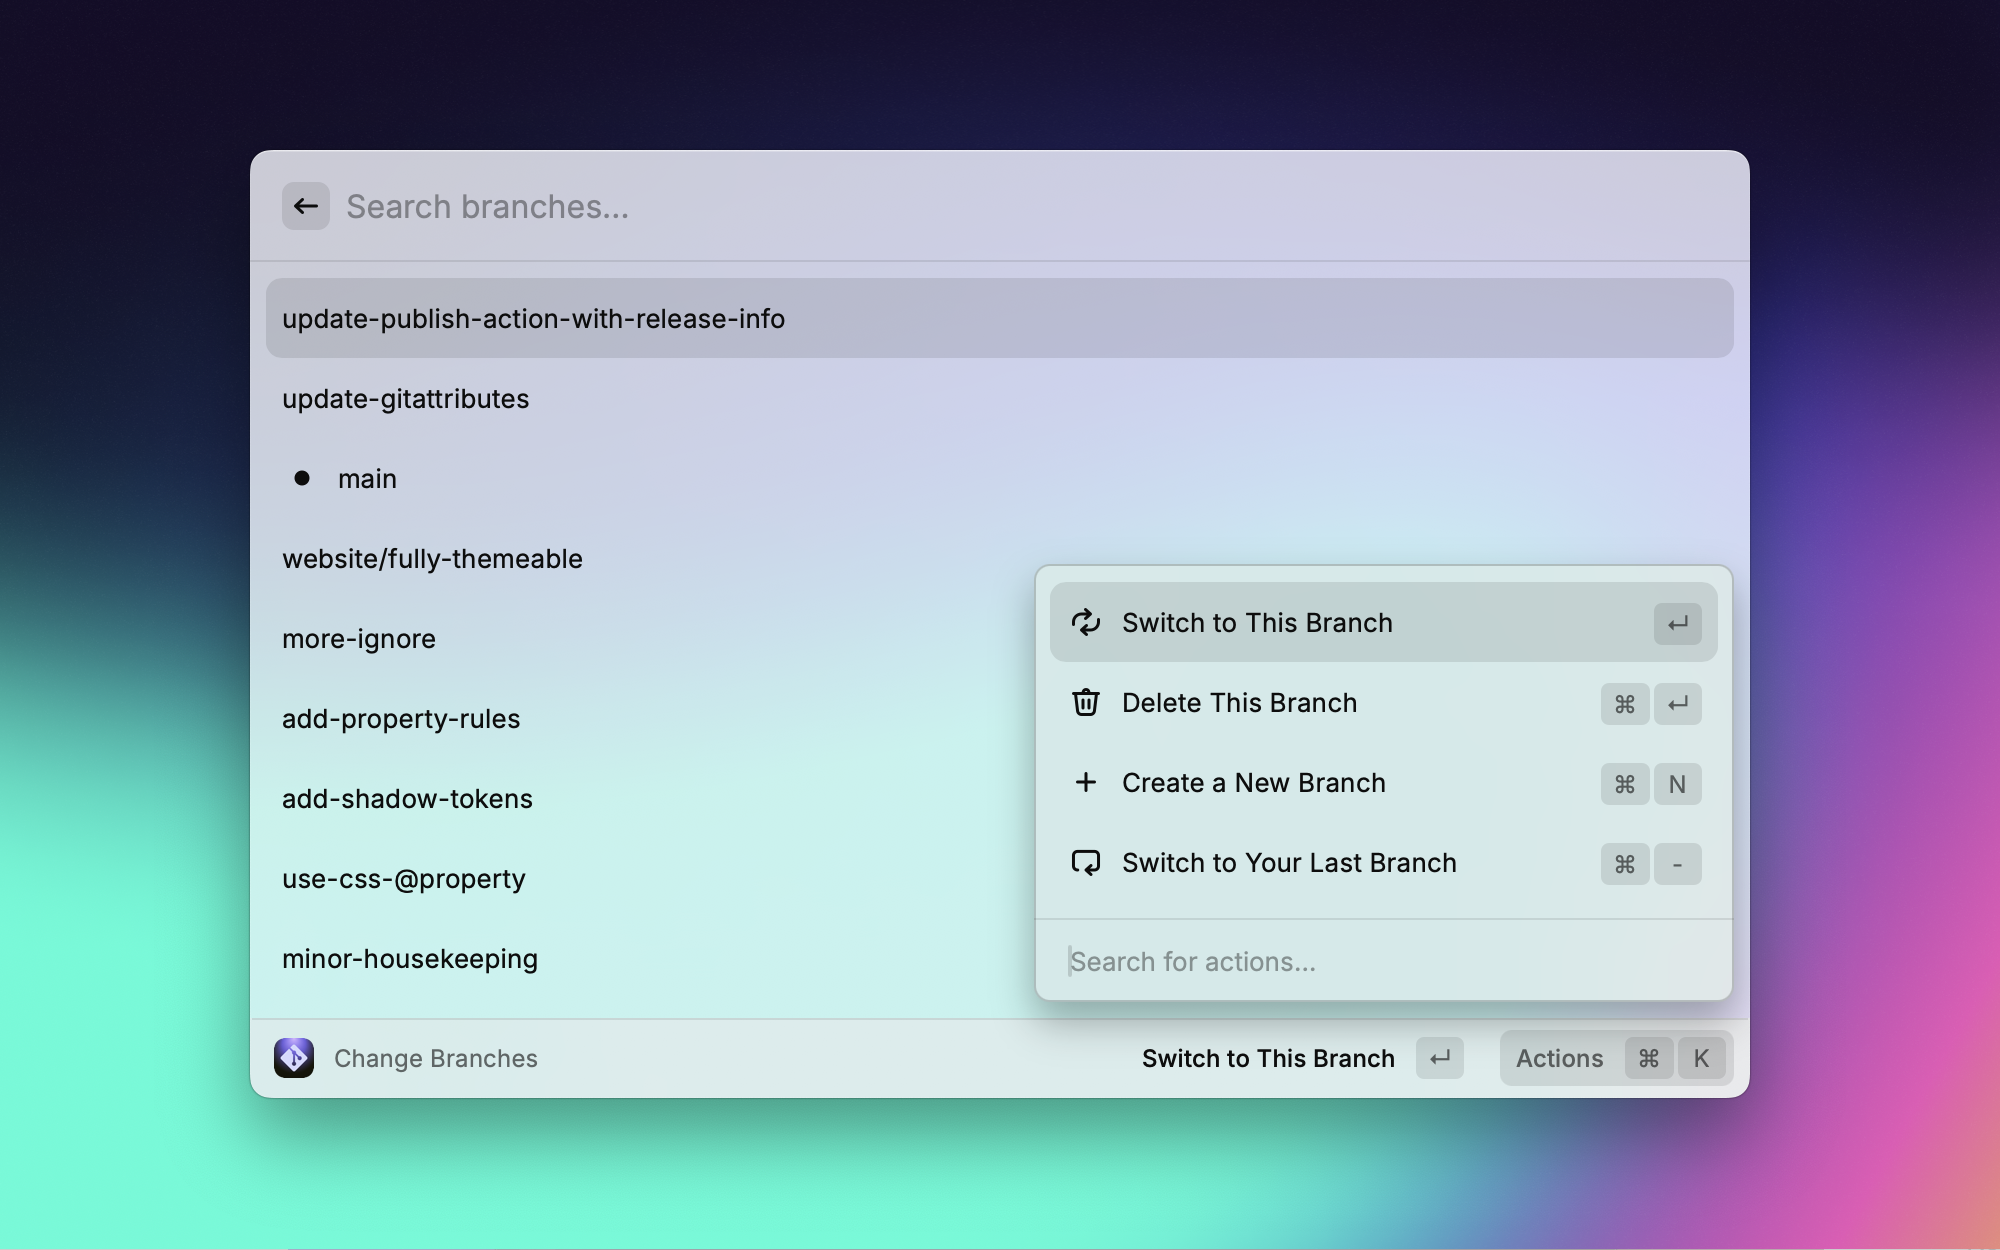 Search branches...
update-publish-action-with-release-info
update-gitattributes
main
website/fully-themeable
more-ignore
add-property-rules
add-shadow-tokens
use-css-@property
minor-housekeeping
Switch to This Branch ↵
Delete This Branch ⌘ ↵
Create a New Branch ⌘ N
Switch to Your Last Branch ⌘ -
Search for actions...
Change Branches
Switch to This Branch ↵
Actions ⌘ K